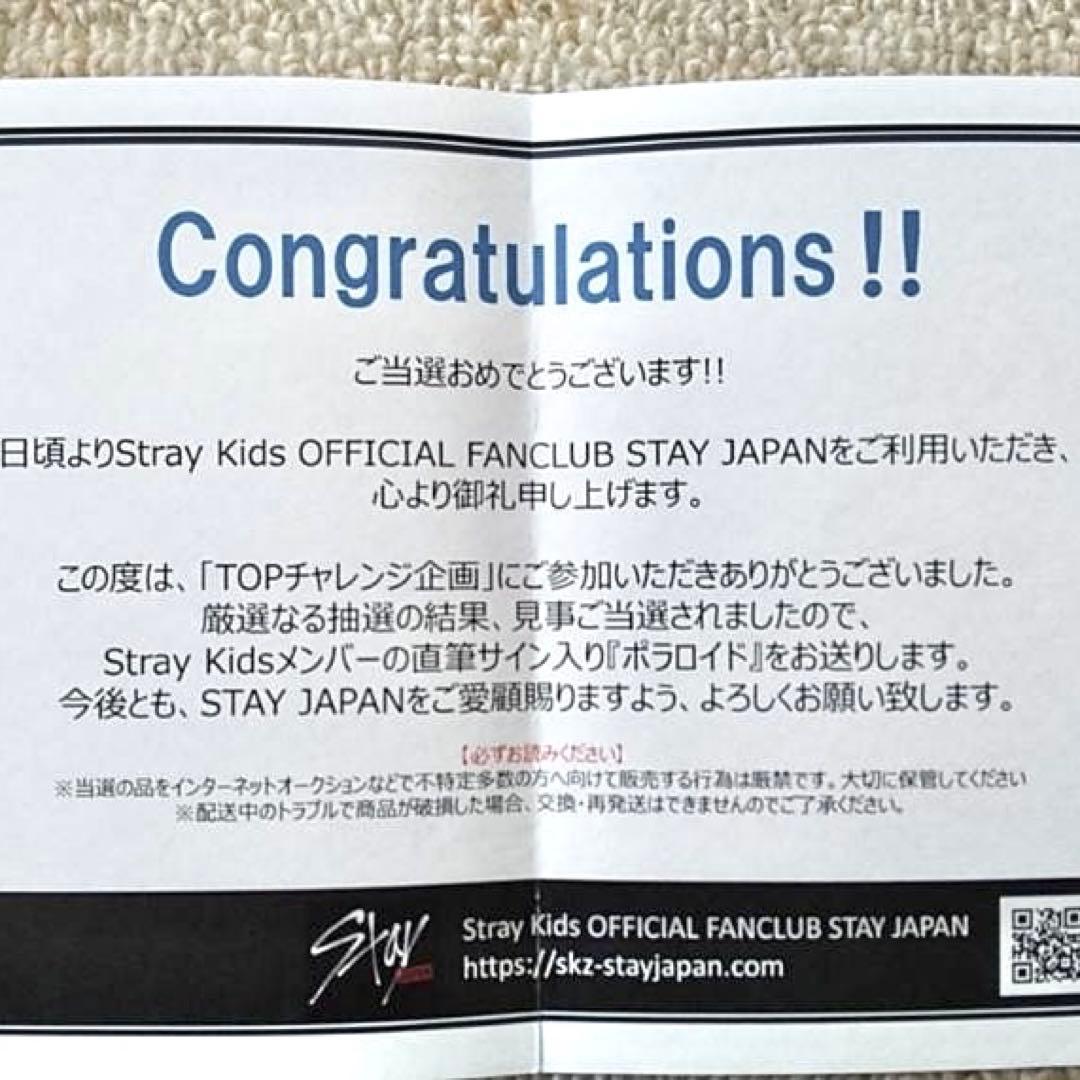 Congratulations!!
ご当選おめでとうございます!!
日頃よりStray Kids OFFICIAL FANCLUB STAY JAPANをご利用いただき、
心より御礼申し上げます。
この度は、「TOPチャレンジ企画」にご参加いただきありがとうございました。
厳選なる抽選の結果、見事ご当選されましたので、
Stray Kidsメンバーの直筆サイン入り『ポラロイド』をお送りします。
今後とも、STAY JAPANをご愛顧賜りますよう、よろしくお願い致します。
【必ずお読みください】
※当選の品をインターネットオークションなどで不特定多数の方へ向けて販売する行為は厳禁です。大切に保管してください
※配送中のトラブルで商品が破損した場合、交換・再発送はできませんのでご了承ください。
Stay
JAPAN
Stray Kids OFFICIAL FANCLUB STAY JAPAN
https://skz-stayjapan.com